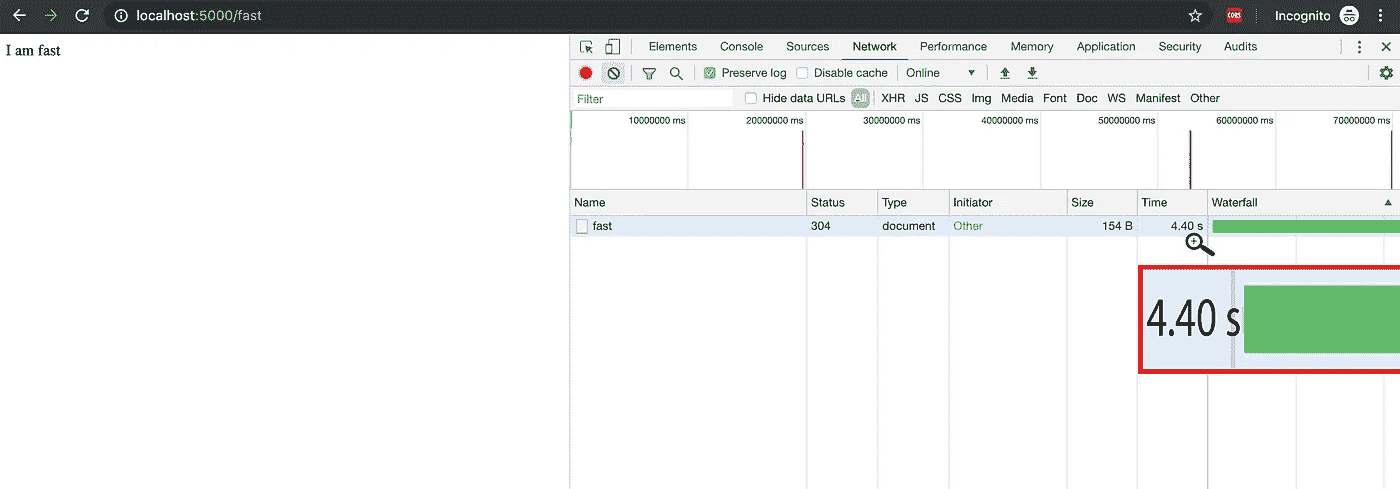 localhost:5000/fast
CORS
Incognito
I am fast
Elements Console Sources Network Performance Memory Application Security Audits
Preserve log Disable cache Online
Filter Hide data URLs All XHR JS CSS Img Media Font Doc WS Manifest Other
10000000 ms 20000000 ms 30000000 ms 40000000 ms 50000000 ms 60000000 ms 70000000 ms
Name Status Type Initiator Size Time Waterfall
fast 304 document Other 154 B 4.40 s
4.40 s